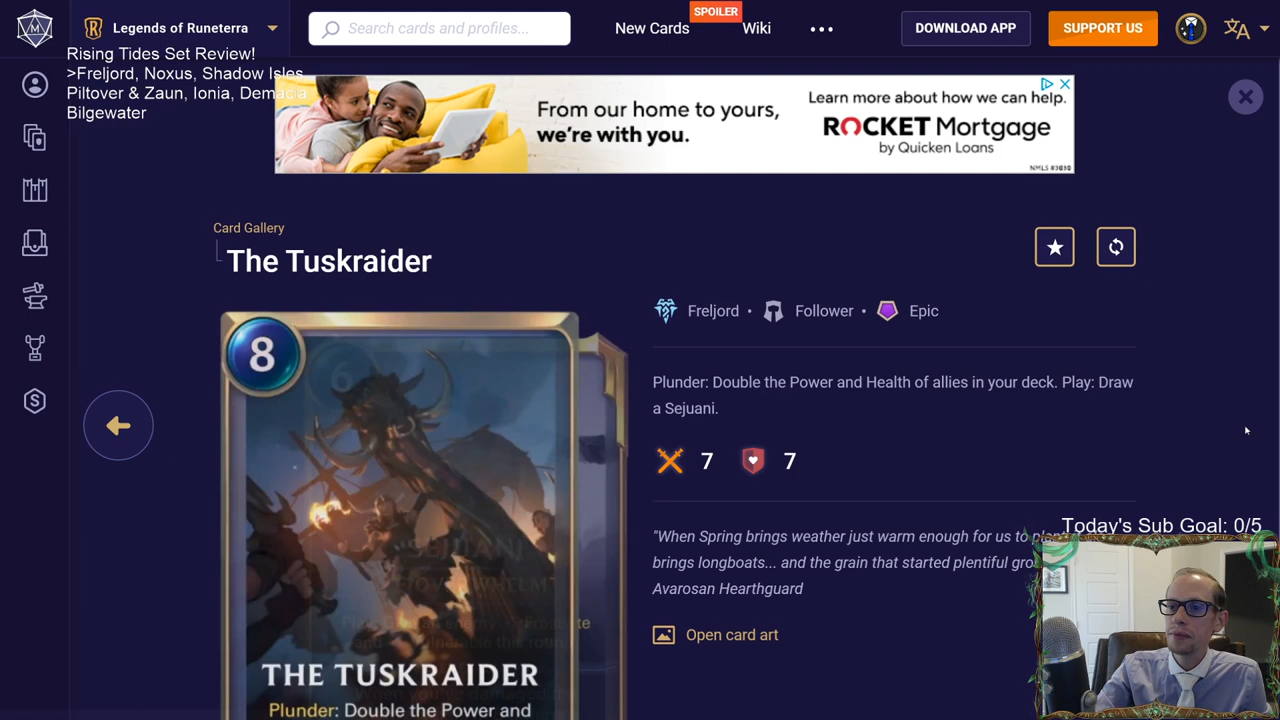 Legends of Runeterra
Search cards and profiles...
New Cards
SPOILER
Wiki
DOWNLOAD APP
SUPPORT US
Rising Tides Set Review!
>Freljord, Noxus, Shadow Isles
Piltover & Zaun, Ionia, Demacia
Bilgewater
From our home to yours,
we're with you.
Learn more about how we can help.
ROCKET Mortgage
by Quicken Loans
NMLS #3030
Card Gallery
The Tuskraider
Freljord • Follower • Epic
8
Plunder: Double the Power and Health of allies in your deck. Play: Draw
a Sejuani.
7 7
"When Spring brings weather just warm enough for us to
brings longboats... and the grain that started plentiful
Avarosan Hearthguard
Open card art
THE TUSKRAIDER
Plunder: Double the Power and
Today's Sub Goal: 0/5